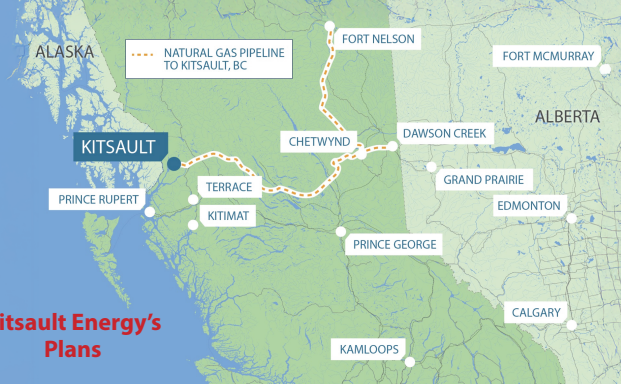 FORT NELSON
ALASKA
NATURAL GAS PIPELINE
TO KITSAULT, BC
FORT MCMURRAY
ALBERTA
CHETWYND
DAWSON CREEK
KITSAULT
GRAND PRAIRIE
TERRACE
PRINCE RUPERT
KITIMAT
EDMONTON
PRINCE GEORGE
CALGARY
itsault Energy's
Plans
KAMLOOPS